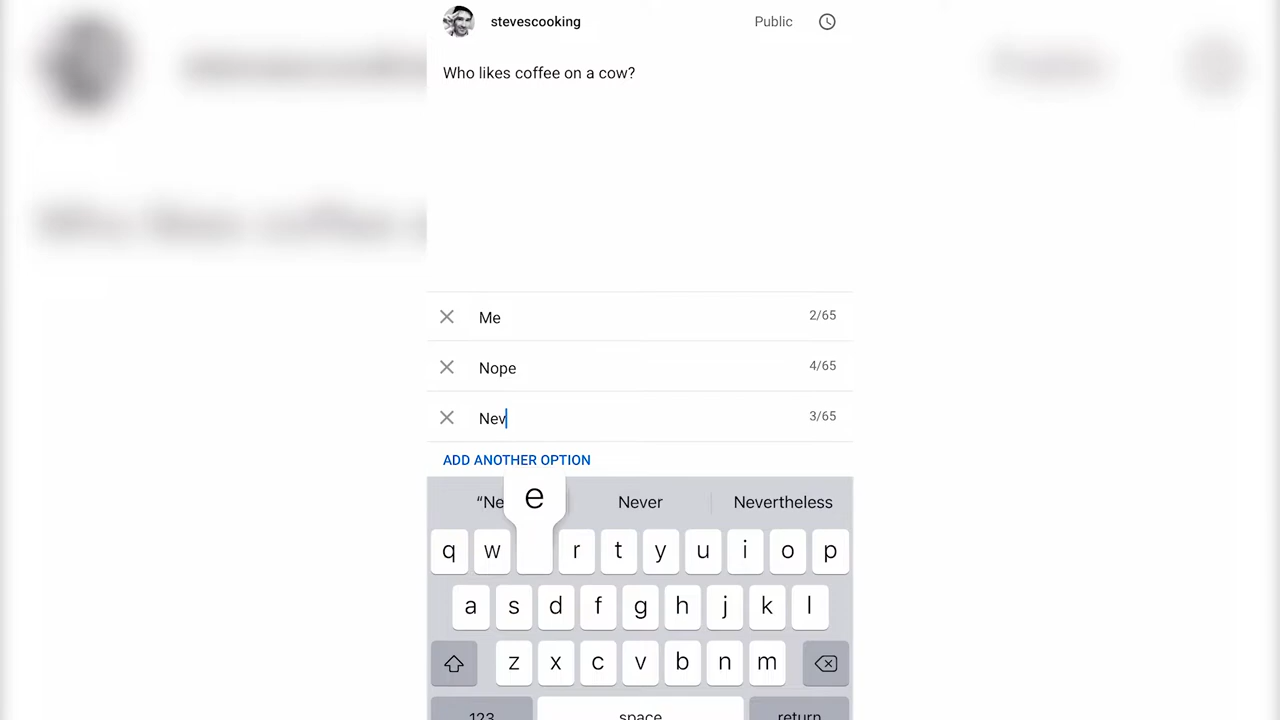 stevescooking Public
Who likes coffee on a cow?
Me 2/65
Nope 4/65
Nev 3/65
ADD ANOTHER OPTION
“Ne e Never Nevertheless
q w r t y u i o p
a s d f g h j k l
z x c v b n m
123 space return